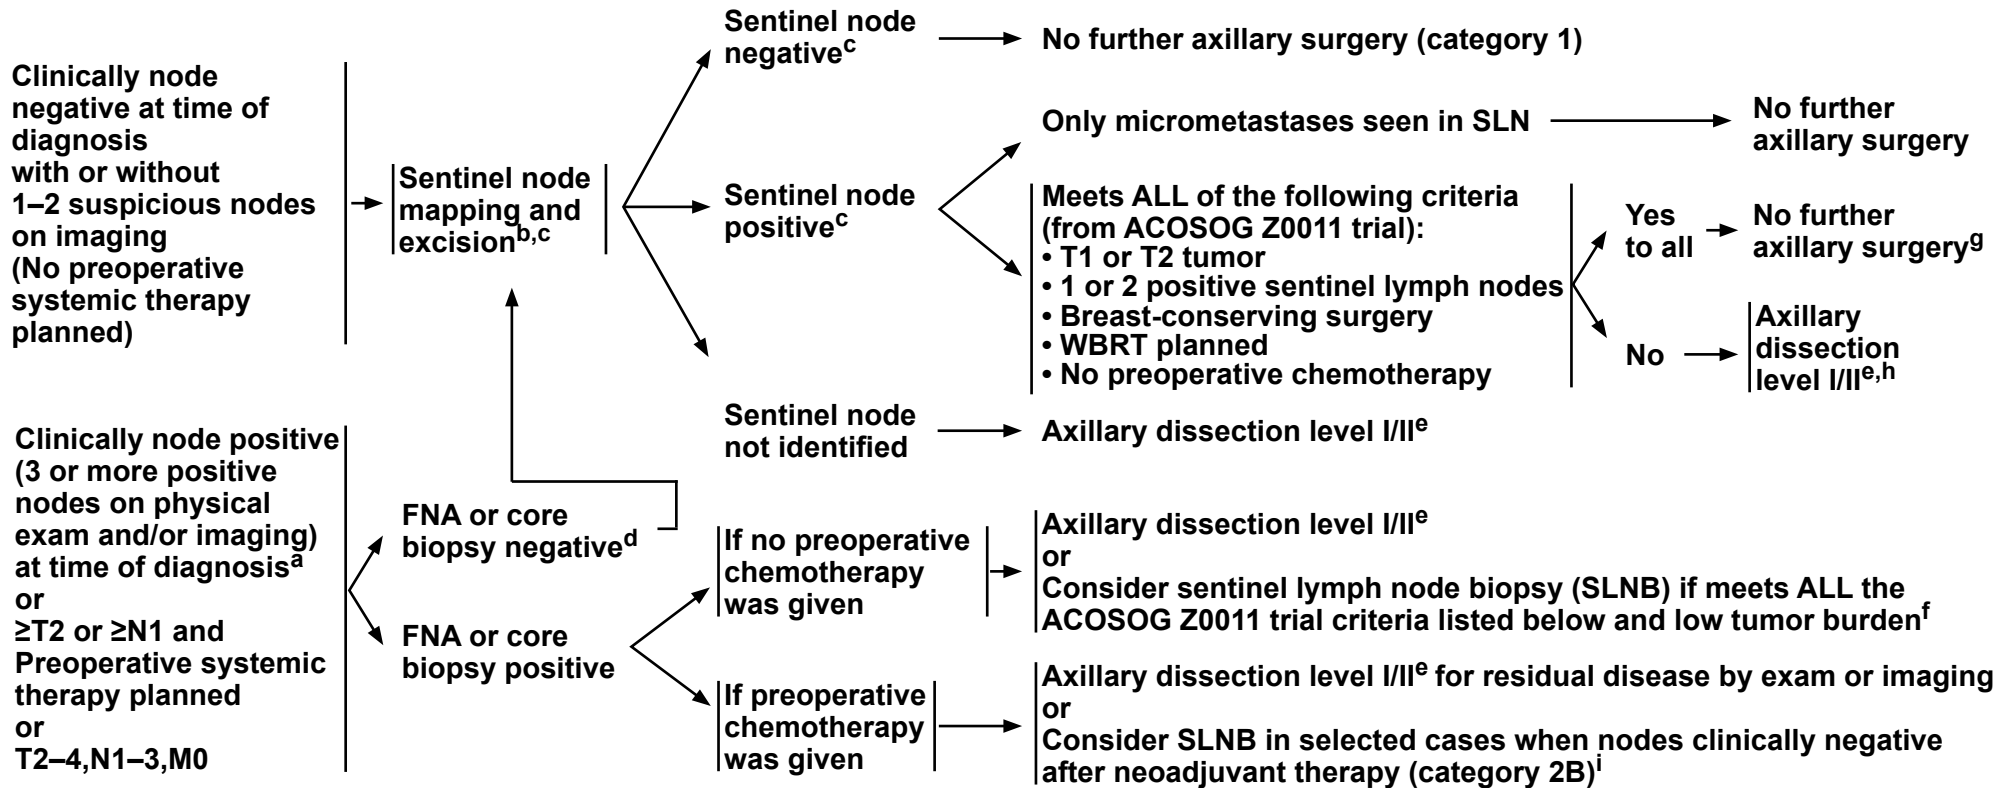 Clinically node
negative at time of
diagnosis
with or without
1–2 suspicious nodes
on imaging
(No preoperative
systemic therapy
planned)
Sentinel node
mapping and
excisionb,c
Sentinel node
negativec
No further axillary surgery (category 1)
Sentinel node
positivec
Only micrometastases seen in SLN
No further
axillary surgery
Meets ALL of the following criteria
(from ACOSOG Z0011 trial):
• T1 or T2 tumor
• 1 or 2 positive sentinel lymph nodes
• Breast-conserving surgery
• WBRT planned
• No preoperative chemotherapy
Yes
to all
No further
axillary surgeryg
No
Axillary
dissection
level I/IIe,h
Sentinel node
not identified
Axillary dissection level I/IIe
Clinically node positive
(3 or more positive
nodes on physical
exam and/or imaging)
at time of diagnosisa
or
≥T2 or ≥N1 and
Preoperative systemic
therapy planned
or
T2–4,N1–3,M0
FNA or core
biopsy negatived
FNA or core
biopsy positive
If no preoperative
chemotherapy
was given
Axillary dissection level I/IIe
or
Consider sentinel lymph node biopsy (SLNB) if meets ALL the
ACOSOG Z0011 trial criteria listed below and low tumor burdenf
If preoperative
chemotherapy
was given
Axillary dissection level I/IIe for residual disease by exam or imaging
or
Consider SLNB in selected cases when nodes clinically negative
after neoadjuvant therapy (category 2B)i